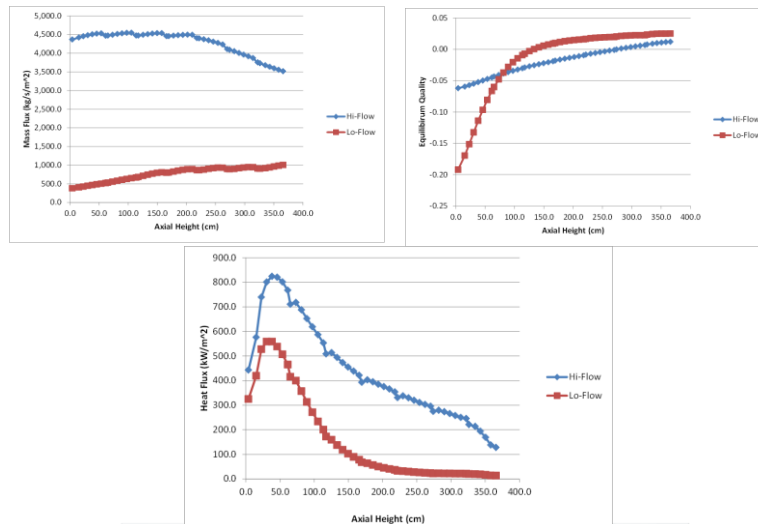 5,000.0
4,500.0
4,000.0
3,500.0
3,000.0
2,500.0
2,000.0
1,500.0
1,000.0
500.0
0.0
Mass Flux (kg/s/m^2)
0.0 50.0 100.0 150.0 200.0 250.0 300.0 350.0 400.0
Axial Height (cm)
Hi-Flow
Lo-Flow
0.05
0.00
-0.05
-0.10
-0.15
-0.20
-0.25
Equilibirum Quality
0.0 50.0 100.0 150.0 200.0 250.0 300.0 350.0 400.0
Axial Height (cm)
Hi-Flow
Lo-Flow
900.0
800.0
700.0
600.0
500.0
400.0
300.0
200.0
100.0
0.0
Heat Flux (kW/m^2)
0.0 50.0 100.0 150.0 200.0 250.0 300.0 350.0 400.0
Axial Height (cm)
Hi-Flow
Lo-Flow